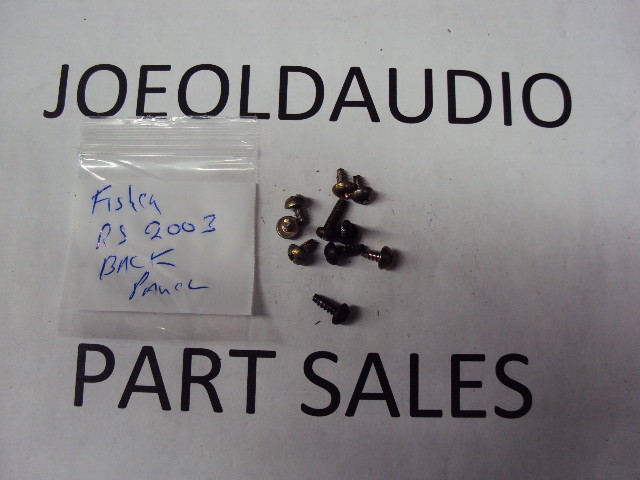 JOEOLDAUDIO
Fisher
RS 2003
BACK
PANEL
PART SALES